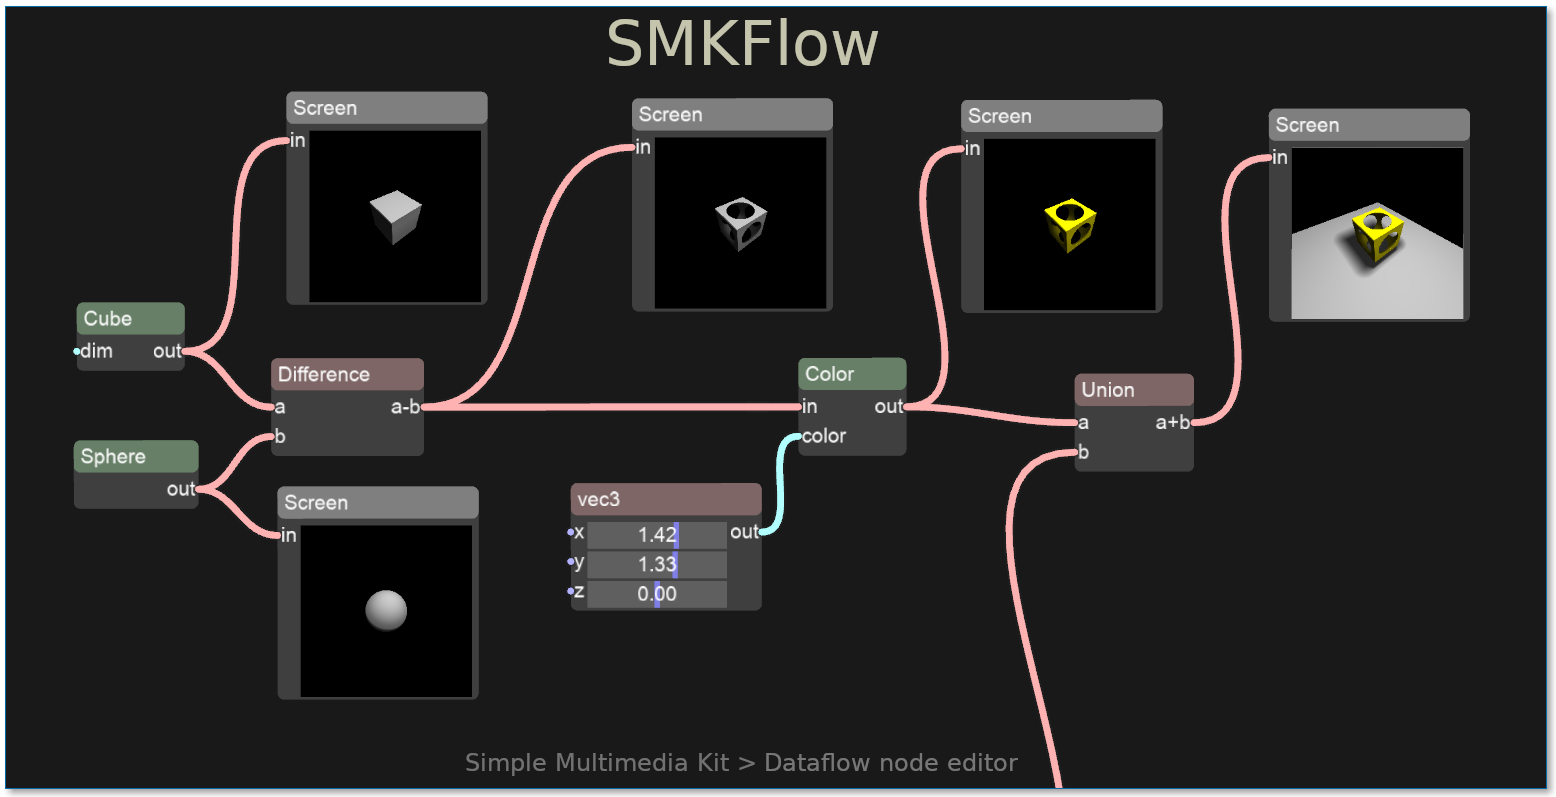 SMKFlow
Screen
in
Screen
in
Screen
in
Screen
in
Cube
dim out
Difference
a a-b
b
Sphere
out
Screen
in
Color
in out
color
vec3
x 1.42 out
y 1.33
z 0.00
Union
a a+b
b
Simple Multimedia Kit > Dataflow node editor